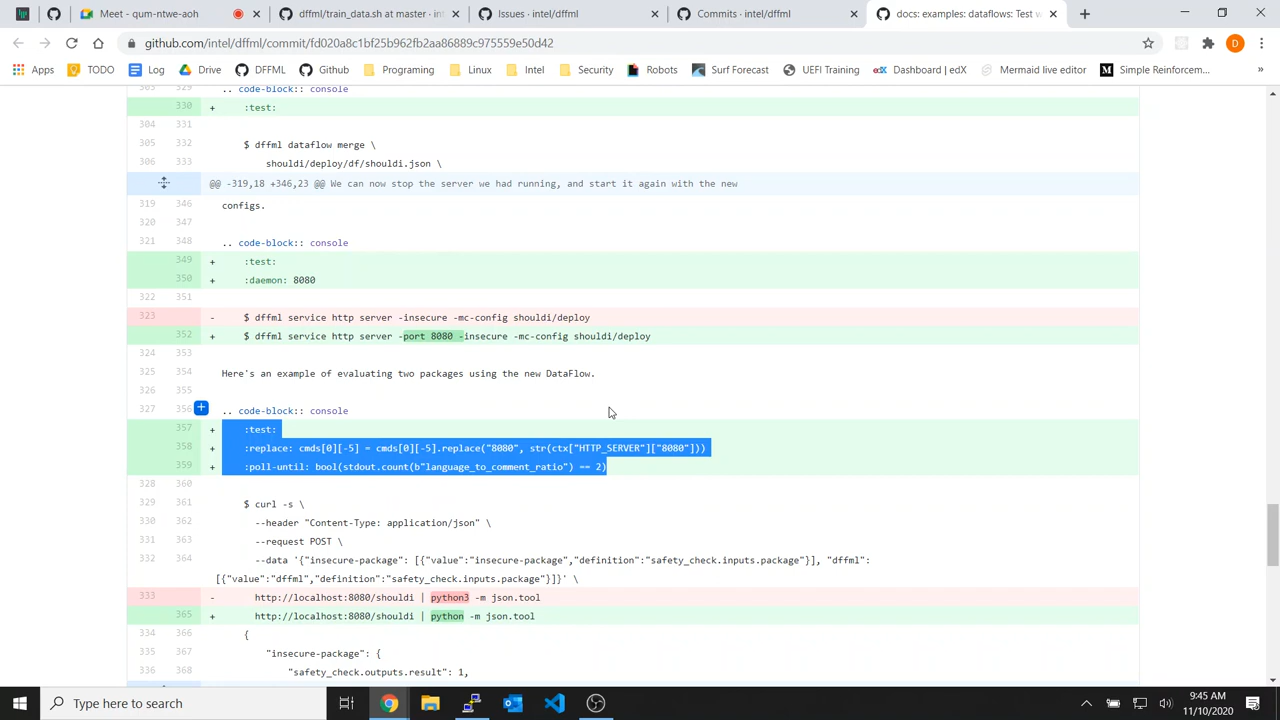 Meet - qum-ntwe-aoh
dffml/train_data.sh at master · int
Issues · intel/dffml
Commits · intel/dffml
docs: examples: dataflows: Test w
github.com/intel/dffml/commit/fd020a8c1bf25b962fb2aa86889c975559e50d42
D
Apps TODO Log Drive DFFML Github Programing Linux Intel Security Robots Surf Forecast UEFI Training Dashboard | edX Mermaid live editor Simple Reinforcem...
303 329 .. code-block:: console
330 + :test:
304 331
305 332 $ dffml dataflow merge \
306 333 shouldi/deploy/df/shouldi.json \
@@ -319,18 +346,23 @@ We can now stop the server we had running, and start it again with the new
319 346 configs.
320 347
321 348 .. code-block:: console
349 + :test:
350 + :daemon: 8080
322 351
323 - $ dffml service http server -insecure -mc-config shouldi/deploy
352 + $ dffml service http server -port 8080 -insecure -mc-config shouldi/deploy
324 353
325 354 Here's an example of evaluating two packages using the new DataFlow.
326 355
327 356 .. code-block:: console
357 + :test:
358 + :replace: cmds[0][-5] = cmds[0][-5].replace("8080", str(ctx["HTTP_SERVER"]["8080"]))
359 + :poll-until: bool(stdout.count(b"language_to_comment_ratio") == 2)
328 360
329 361 $ curl -s \
330 362 --header "Content-Type: application/json" \
331 363 --request POST \
332 364 --data '{"insecure-package": [{"value":"insecure-package","definition":"safety_check.inputs.package"}], "dffml":
[{"value":"dffml","definition":"safety_check.inputs.package"}]}' \
333 - http://localhost:8080/shouldi | python3 -m json.tool
365 + http://localhost:8080/shouldi | python -m json.tool
334 366 {
335 367 "insecure-package": {
336 368 "safety_check.outputs.result": 1,
Type here to search
9:45 AM
11/10/2020